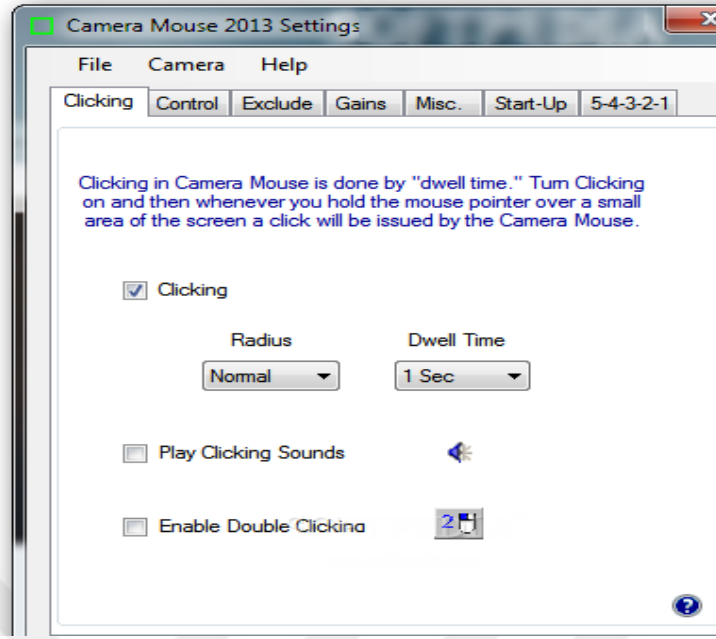 Camera Mouse 2013 Settings
File Camera Help
Clicking Control Exclude Gains Misc. Start-Up 5-4-3-2-1
Clicking in Camera Mouse is done by "dwell time." Turn Clicking
on and then whenever you hold the mouse pointer over a small
area of the screen a click will be issued by the Camera Mouse.
Clicking
Radius Dwell Time
Normal 1 Sec
Play Clicking Sounds
Enable Double Clicking 2
?